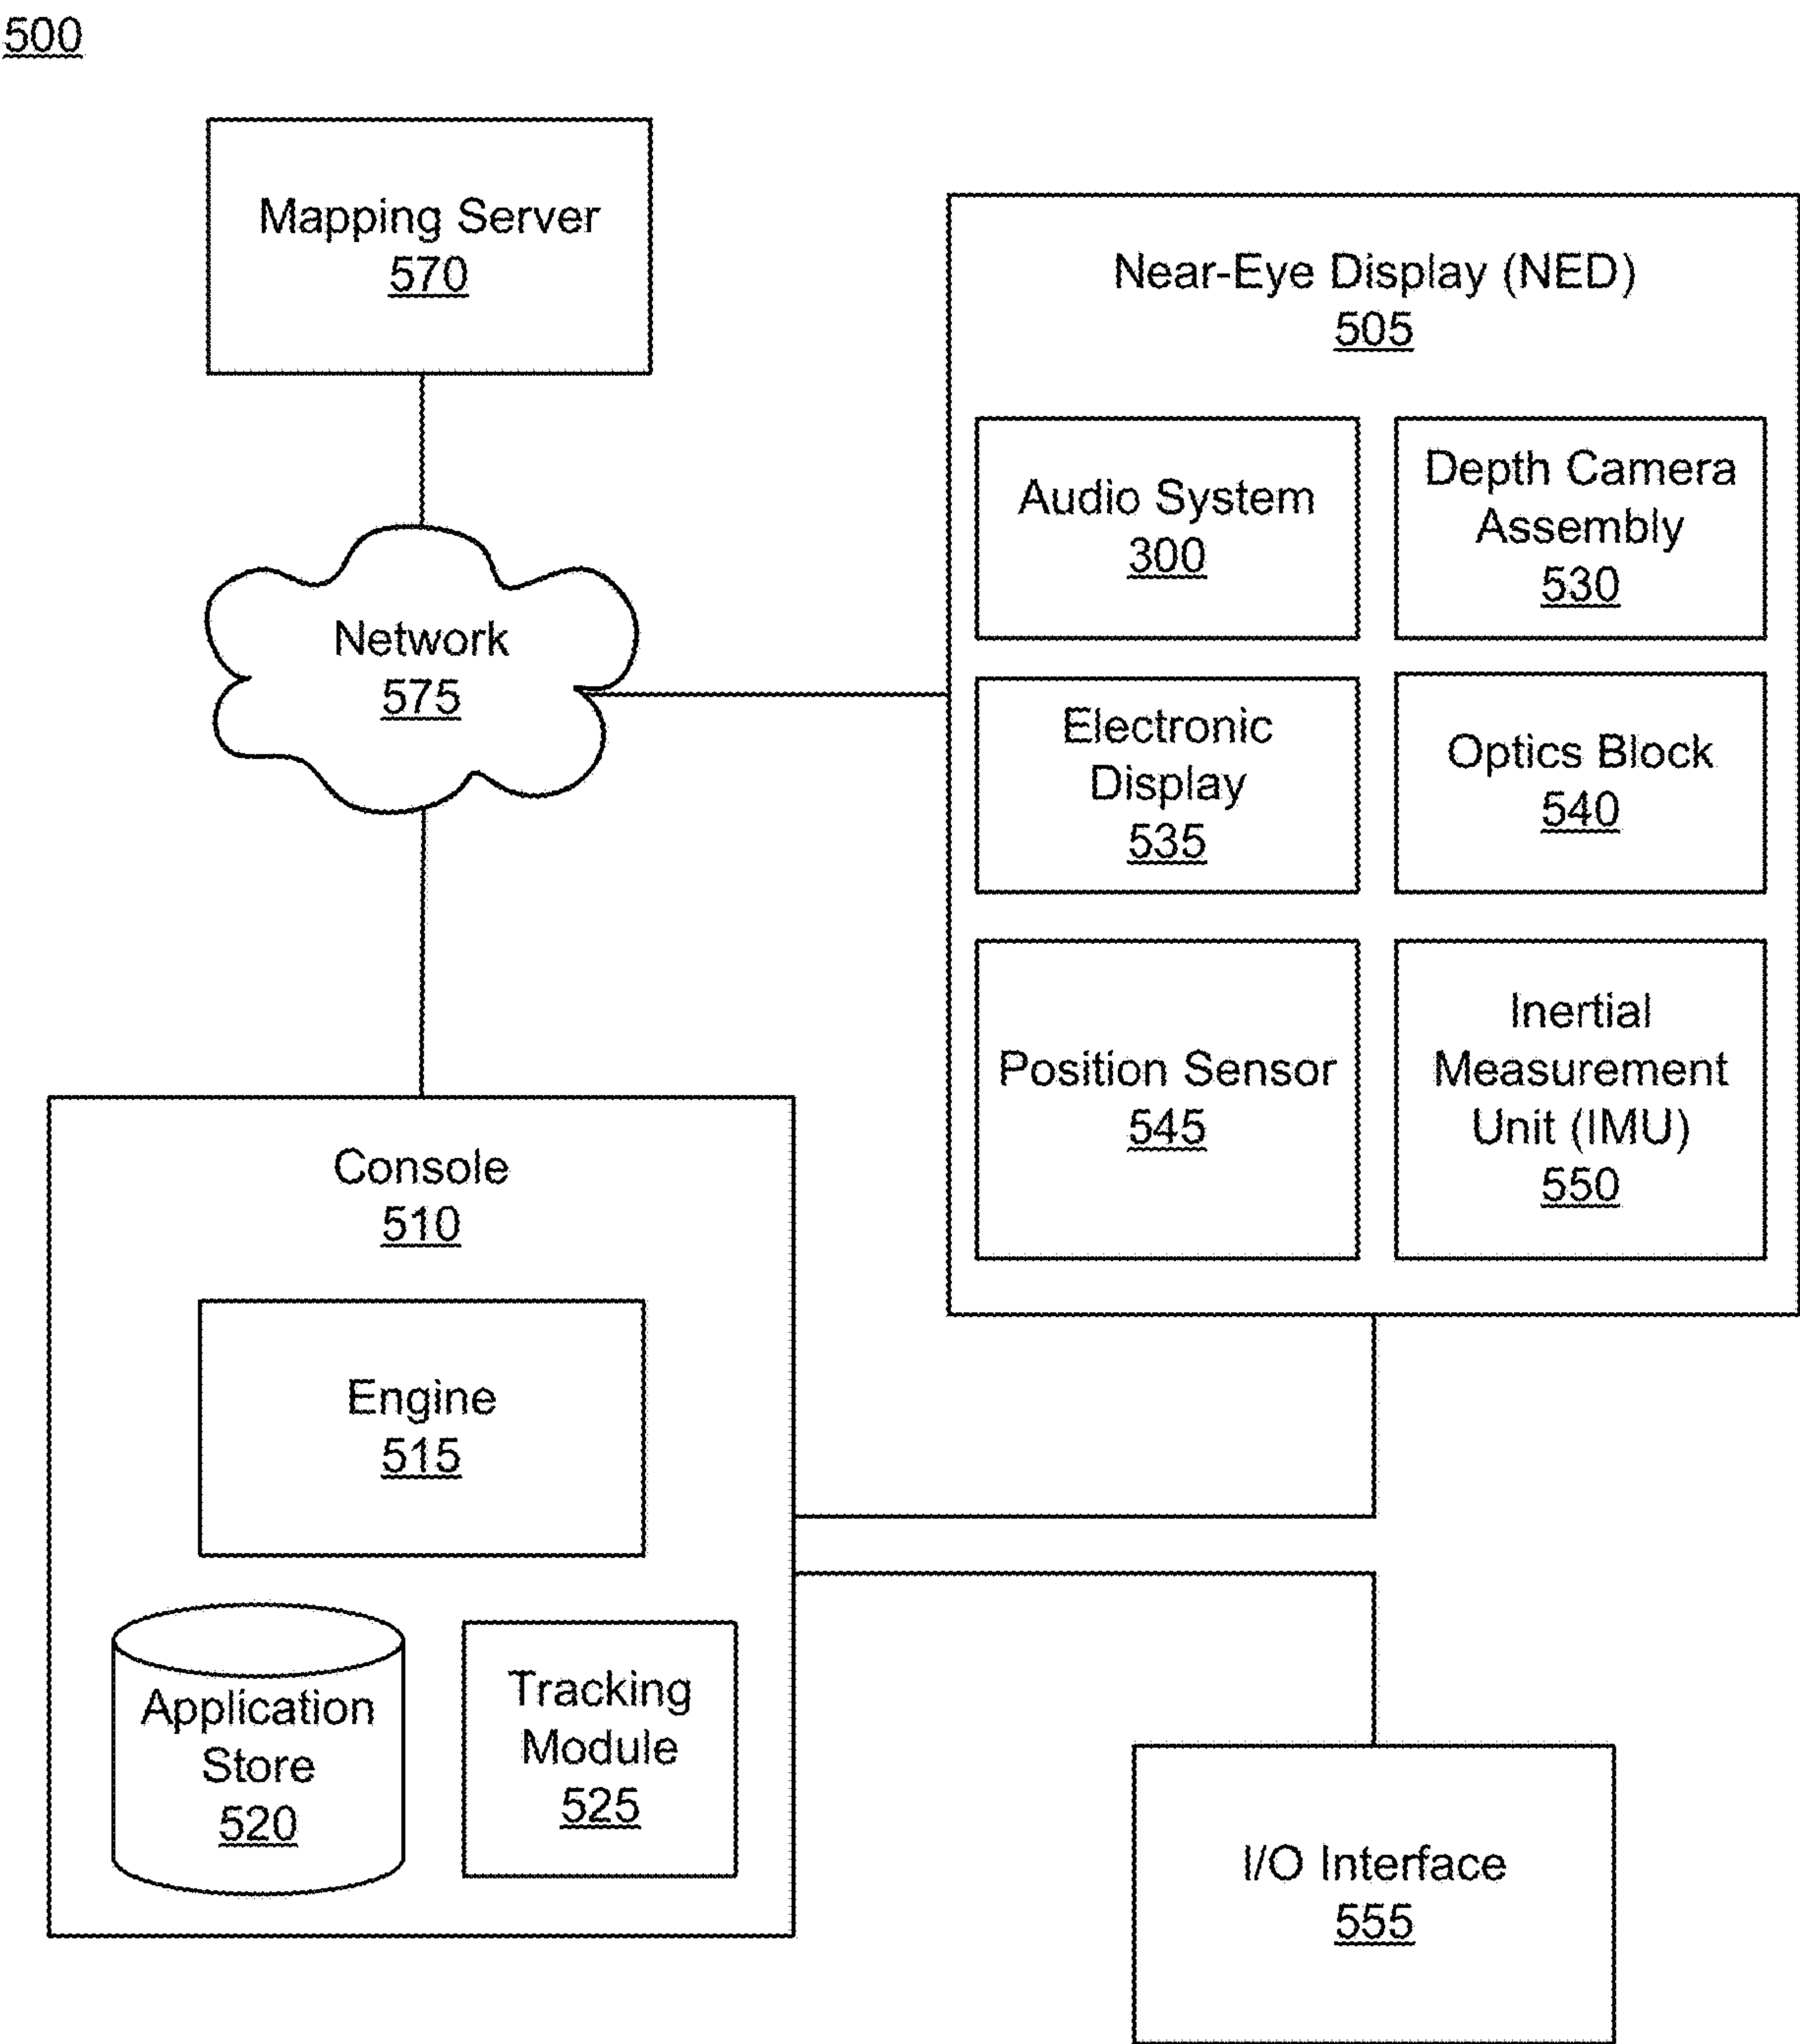 500
Mapping Server
570
Near-Eye Display (NED)
505
Audio System
300
Depth Camera
Assembly
530
Network
575
Electronic
Display
535
Optics Block
540
Position Sensor
545
Inertial
Measurement
Unit (IMU)
550
Console
510
Engine
515
Application
Store
520
Tracking
Module
525
I/O Interface
555